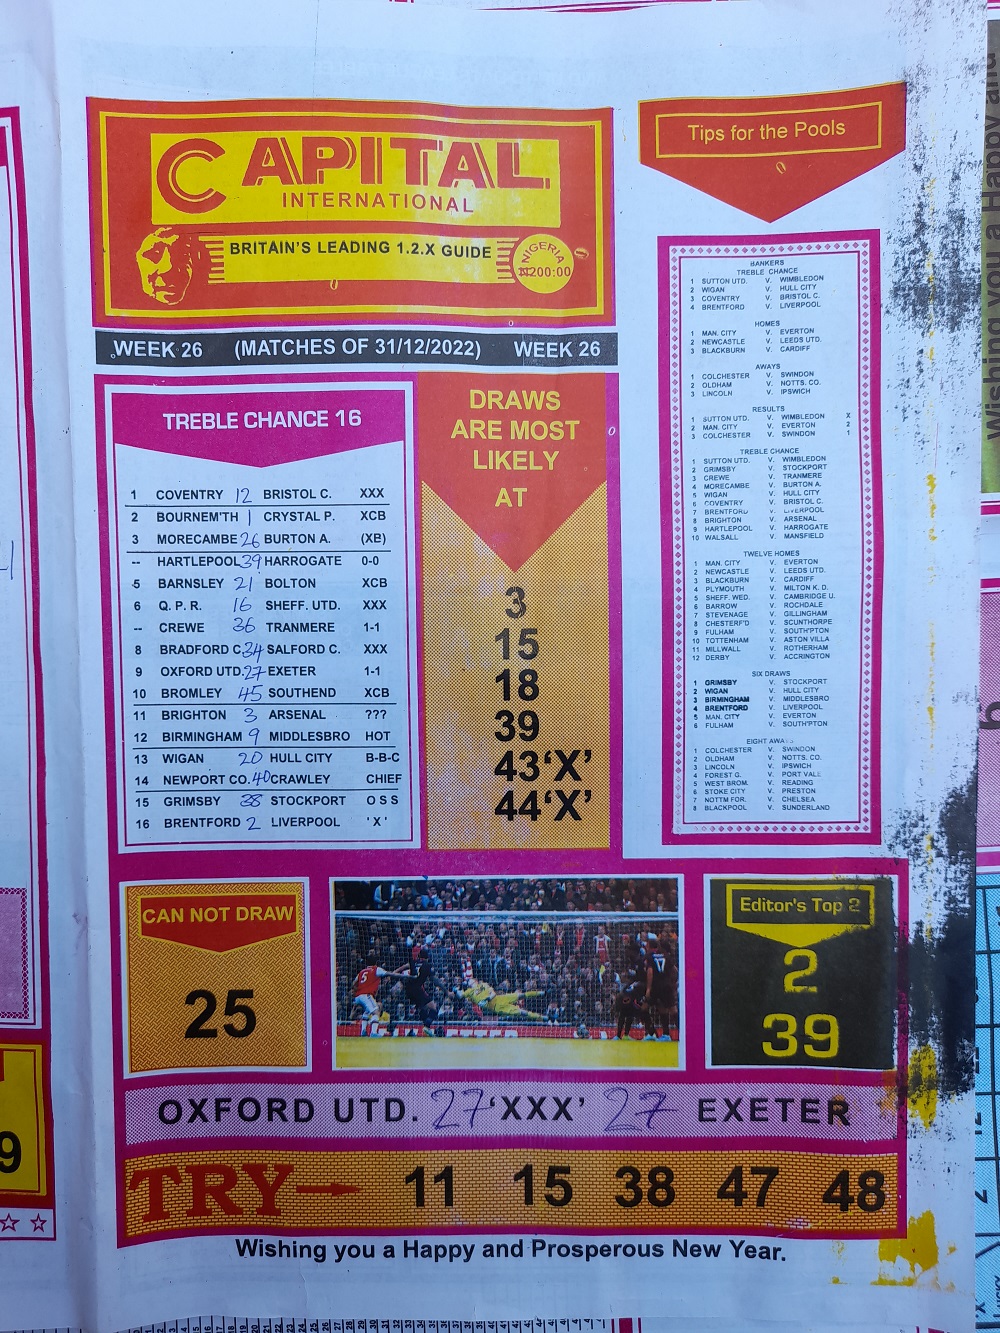 CAPITAL
INTERNATIONAL
BRITAIN'S LEADING 1.2.X GUIDE
NIGERIA
₦200:00
WEEK 26 (MATCHES OF 31/12/2022) WEEK 26
TREBLE CHANCE 16
1 COVENTRY 12 BRISTOL C. XXX
2 BOURNEM'TH 1 CRYSTAL P. XCB
3 MORECAMBE 26 BURTON A. (XB)
-- HARTLEPOOL 39 HARROGATE 0-0
5 BARNSLEY 21 BOLTON XCB
6 Q. P. R. 16 SHEFF. UTD. XXX
-- CREWE 36 TRANMERE 1-1
8 BRADFORD C 34 SALFORD C. XXX
9 OXFORD UTD. 27 EXETER 1-1
10 BROMLEY 45 SOUTHEND XCB
11 BRIGHTON 3 ARSENAL ???
12 BIRMINGHAM 9 MIDDLESBRO HOT
13 WIGAN 20 HULL CITY B-B-C
14 NEWPORT CO. 40 CRAWLEY CHIEF
15 GRIMSBY 38 STOCKPORT O S S
16 BRENTFORD 2 LIVERPOOL 'X'
DRAWS
ARE MOST
LIKELY
AT
3
15
18
39
43'X'
44'X'
Tips for the Pools
BANKERS
TREBLE CHANCE
1 SUTTON UTD. V. WIMBLEDON
2 WIGAN V. HULL CITY
3 COVENTRY V. BRISTOL C.
4 BRENTFORD V. LIVERPOOL
HOMES
1 MAN. CITY V. EVERTON
2 NEWCASTLE V. LEEDS UTD.
3 BLACKBURN V. CARDIFF
AWAYS
1 COLCHESTER V. SWINDON
2 OLDHAM V. NOTTS. CO.
3 LINCOLN V. IPSWICH
RESULTS
1 SUTTON UTD. V. WIMBLEDON X
2 MAN. CITY V. EVERTON 2
3 COLCHESTER V. SWINDON 1
TREBLE CHANCE
1 SUTTON UTD. V. WIMBLEDON
2 GRIMSBY V. STOCKPORT
3 CREWE V. TRANMERE
4 MORECAMBE V. BURTON A.
5 WIGAN V. HULL CITY
6 COVENTRY V. BRISTOL C.
7 BRENTFORD V. LIVERPOOL
8 BRIGHTON V. ARSENAL
9 HARTLEPOOL V. HARROGATE
10 WALSALL V. MANSFIELD
TWELVE HOMES
1 MAN. CITY V. EVERTON
2 NEWCASTLE V. LEEDS UTD.
3 BLACKBURN V. CARDIFF
4 PLYMOUTH V. MILTON K. D.
5 SHEFF. WED. V. CAMBRIDGE U.
6 BARROW V. ROCHDALE
7 STEVENAGE V. GILLINGHAM
8 CHESTERF'D V. SCUNTHORPE
9 FULHAM V. SOUTH'PTON
10 TOTTENHAM V. ASTON VILLA
11 MILLWALL V. ROTHERHAM
12 DERBY V. ACCRINGTON
SIX DRAWS
1 GRIMSBY V. STOCKPORT
2 WIGAN V. HULL CITY
3 BIRMINGHAM V. MIDDLESBRO
4 BRENTFORD V. LIVERPOOL
5 MAN. CITY V. EVERTON
6 FULHAM V. SOUTH'PTON
EIGHT AWAYS
1 COLCHESTER V. SWINDON
2 OLDHAM V. NOTTS. CO.
3 LINCOLN V. IPSWICH
4 FOREST G. V. PORT VALE
5 WEST BROM. V. READING
6 STOKE CITY V. PRESTON
7 NOTTM FOR. V. CHELSEA
8 BLACKPOOL V. SUNDERLAND
CAN NOT DRAW
25
Editor's Top 2
2
39
OXFORD UTD. 27 'XXX' 27 EXETER
TRY 11 15 38 47 48
Wishing you a Happy and Prosperous New Year.
Wishing you a Happy and